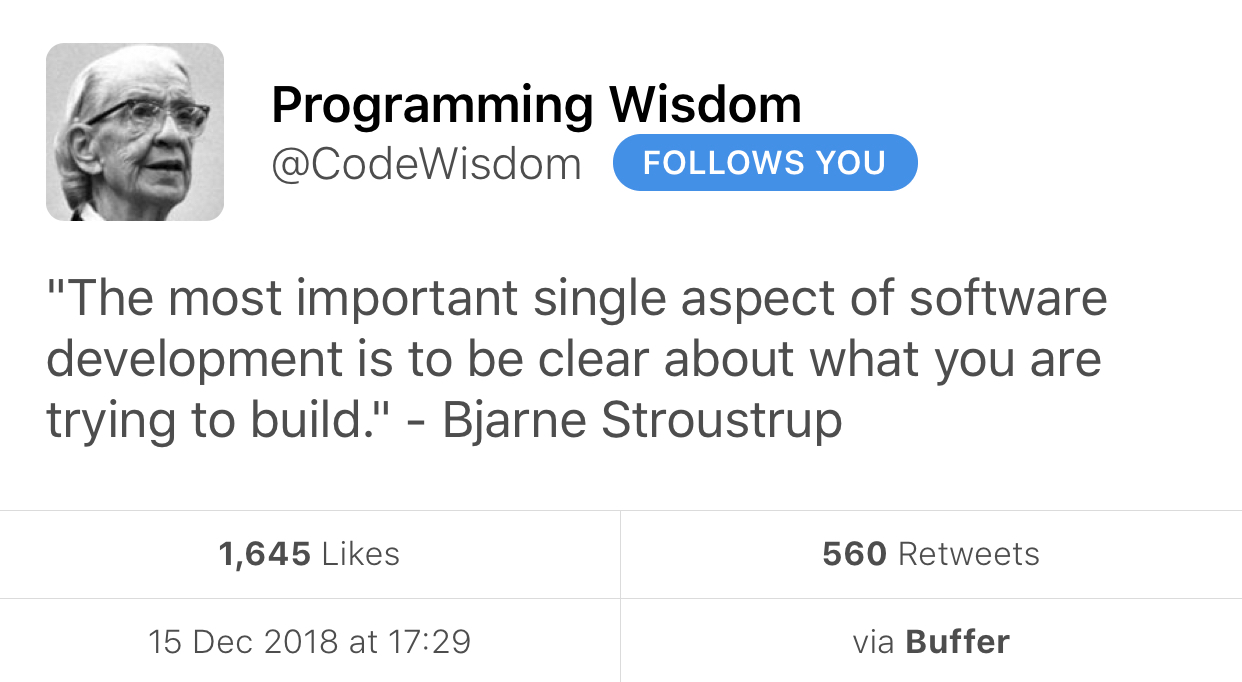 Programming Wisdom
@CodeWisdom FOLLOWS YOU
"The most important single aspect of software
development is to be clear about what you are
trying to build." - Bjarne Stroustrup
1,645 Likes
560 Retweets
15 Dec 2018 at 17:29
via Buffer